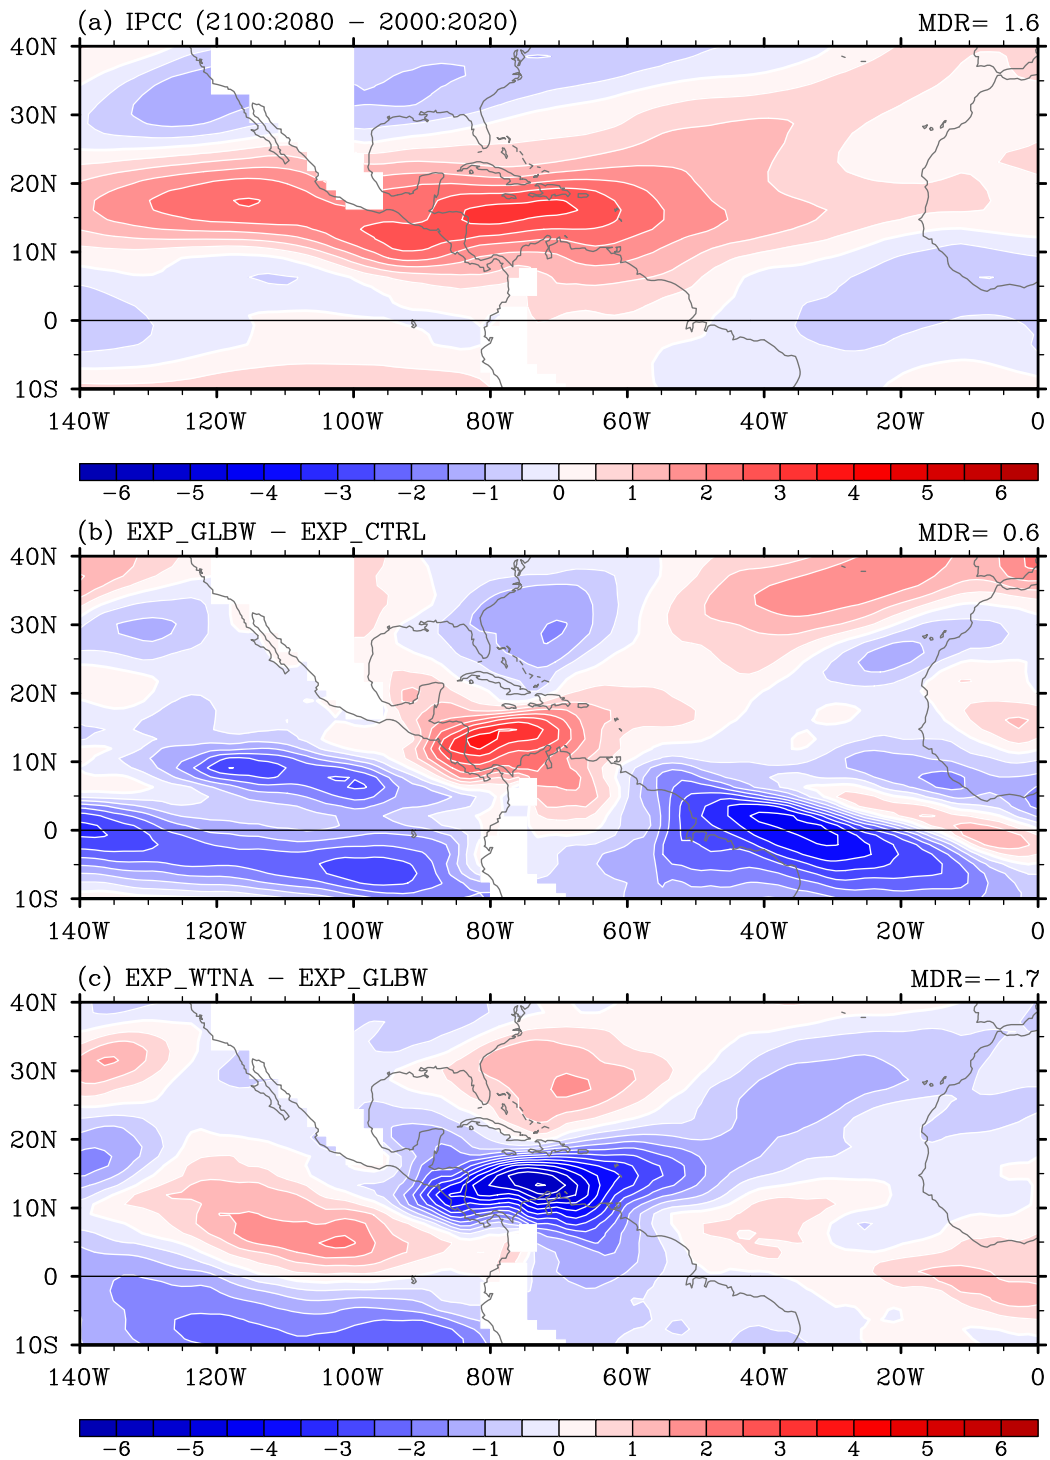 (a) IPCC (2100:2080 − 2000:2020) MDR= 1.6
40N
30N
20N
10N
0
10S
140W 120W 100W 80W 60W 40W 20W 0
−6 −5 −4 −3 −2 −1 0 1 2 3 4 5 6
(b) EXP_GLBW − EXP_CTRL MDR= 0.6
40N
30N
20N
10N
0
10S
140W 120W 100W 80W 60W 40W 20W 0
(c) EXP_WTNA − EXP_GLBW MDR=−1.7
40N
30N
20N
10N
0
10S
140W 120W 100W 80W 60W 40W 20W 0
−6 −5 −4 −3 −2 −1 0 1 2 3 4 5 6